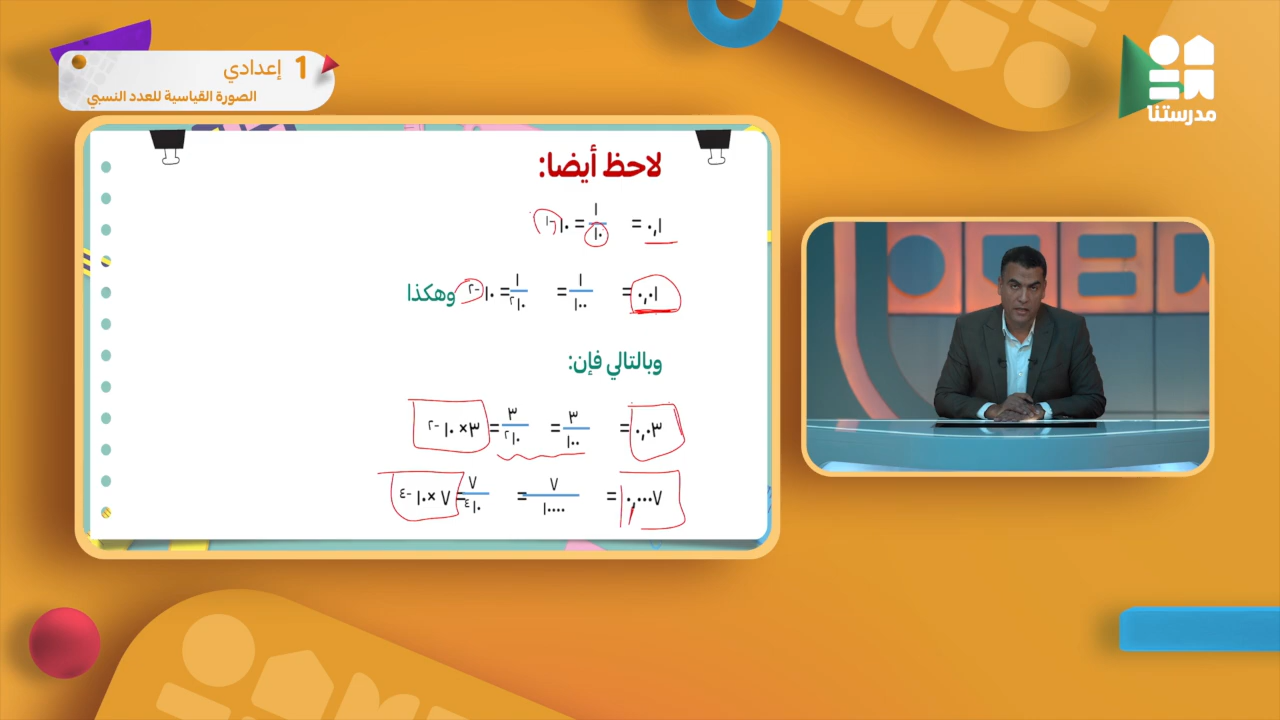 1 إعدادي
الصورة القياسية للعدد النسبي
مدرستنا
لاحظ أيضا:
٠,١ = ١/١٠ = ١٠^-١
٠,٠١ = ١/١٠٠ = ١/١٠^٢ = ١٠^-٢ وهكذا
وبالتالي فإن:
٠,٠٣ = ٣/١٠٠ = ٣/١٠^٢ = ٣ × ١٠^-٢
٠,٠٠٠٧ = ٧/١٠٠٠٠ = ٧/١٠^٤ = ٧ × ١٠^-٤